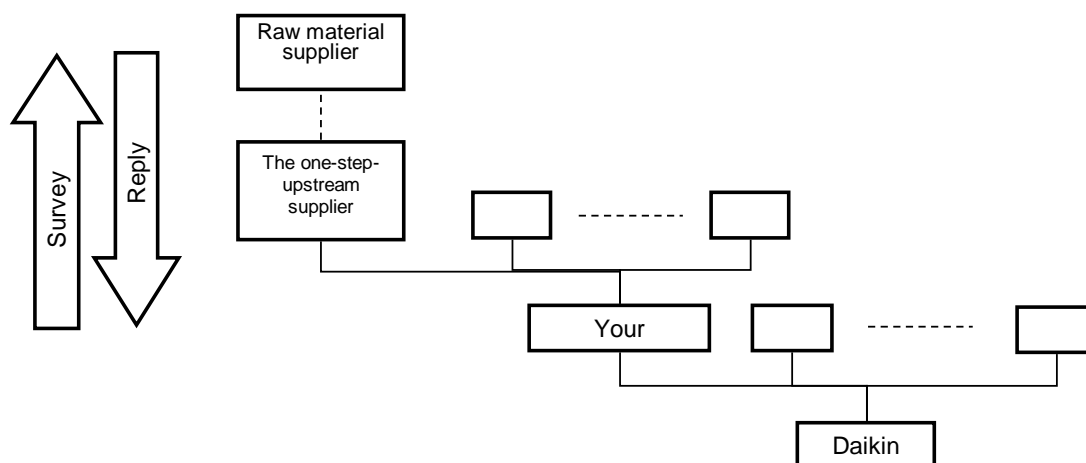 Raw material
supplier
The one-step-
upstream
supplier
Survey
Reply
Your
Daikin